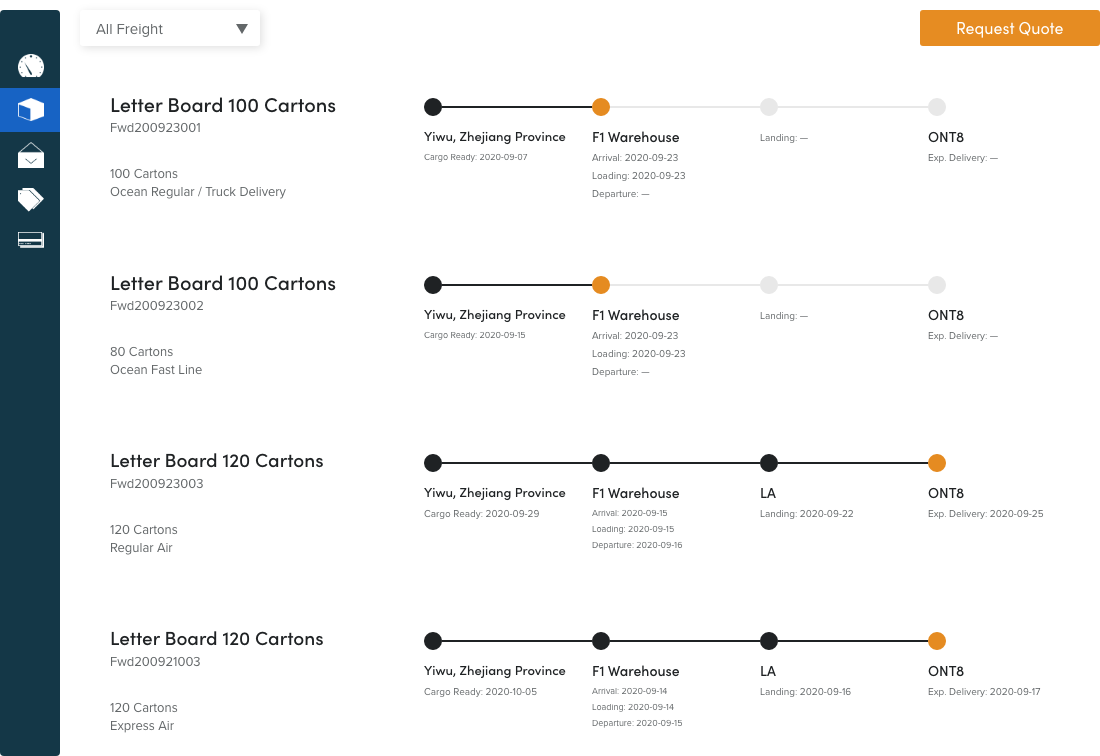 All Freight
Request Quote
Letter Board 100 Cartons
Fwd200923001
100 Cartons
Ocean Regular / Truck Delivery
Yiwu, Zhejiang Province
Cargo Ready: 2020-09-07
F1 Warehouse
Arrival: 2020-09-23
Loading: 2020-09-23
Departure: —
Landing: —
ONT8
Exp. Delivery: —
Letter Board 100 Cartons
Fwd200923002
80 Cartons
Ocean Fast Line
Yiwu, Zhejiang Province
Cargo Ready: 2020-09-15
F1 Warehouse
Arrival: 2020-09-23
Loading: 2020-09-23
Departure: —
Landing: —
ONT8
Exp. Delivery: —
Letter Board 120 Cartons
Fwd200923003
120 Cartons
Regular Air
Yiwu, Zhejiang Province
Cargo Ready: 2020-09-29
F1 Warehouse
Arrival: 2020-09-15
Loading: 2020-09-15
Departure: 2020-09-16
LA
Landing: 2020-09-22
ONT8
Exp. Delivery: 2020-09-25
Letter Board 120 Cartons
Fwd200921003
120 Cartons
Express Air
Yiwu, Zhejiang Province
Cargo Ready: 2020-10-05
F1 Warehouse
Arrival: 2020-09-14
Loading: 2020-09-14
Departure: 2020-09-15
LA
Landing: 2020-09-16
ONT8
Exp. Delivery: 2020-09-17